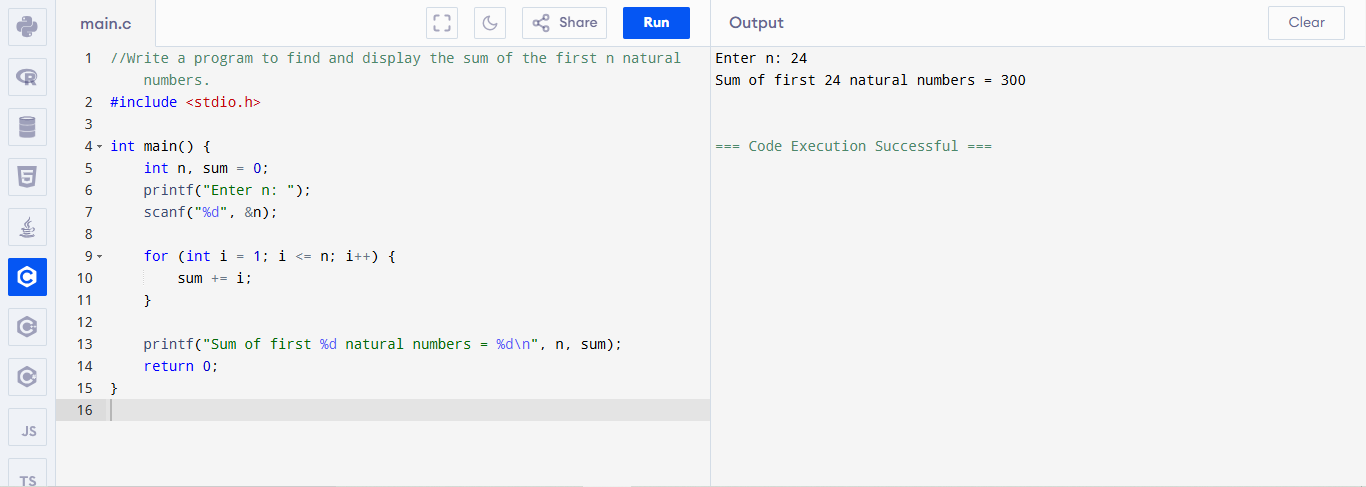 main.c
Share
Run
Output
Clear
1 //Write a program to find and display the sum of the first n natural
numbers.
2 #include <stdio.h>
3
4 int main() {
5 int n, sum = 0;
6 printf("Enter n: ");
7 scanf("%d", &n);
8
9 for (int i = 1; i <= n; i++) {
10 sum += i;
11 }
12
13 printf("Sum of first %d natural numbers = %d\n", n, sum);
14 return 0;
15 }
16
Enter n: 24
Sum of first 24 natural numbers = 300
=== Code Execution Successful ===
R
5
C
C
C
JS
TS